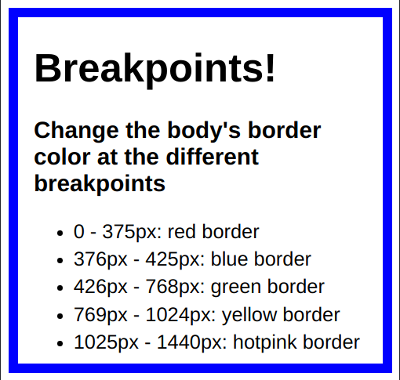 Breakpoints!
Change the body's border
color at the different
breakpoints
0 - 375px: red border
376px - 425px: blue border
426px - 768px: green border
769px - 1024px: yellow border
1025px - 1440px: hotpink border